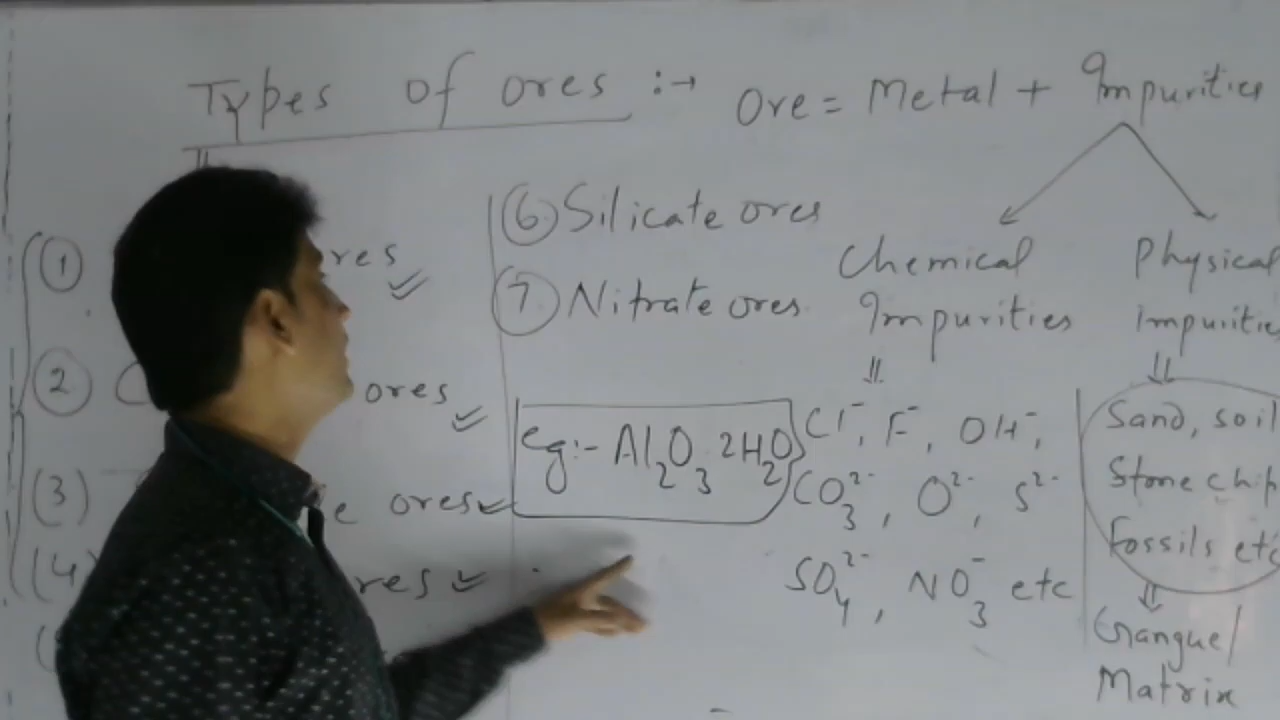 Types of ores :→ Ore = Metal + Impurities
①
res
② C
ores
(3)
e ores
(4)
res
⑥ Silicate ores
⑦ Nitrate ores
eg:- Al₂O₃ 2H₂O
Chemical
Impurities
Cl⁻, F⁻, OH⁻,
CO₃²⁻, O²⁻, S²⁻
SO₄²⁻, NO₃⁻ etc
Physical
impurities
Sand, soil
Stone chip
Fossils etc
Gangue/
Matrix